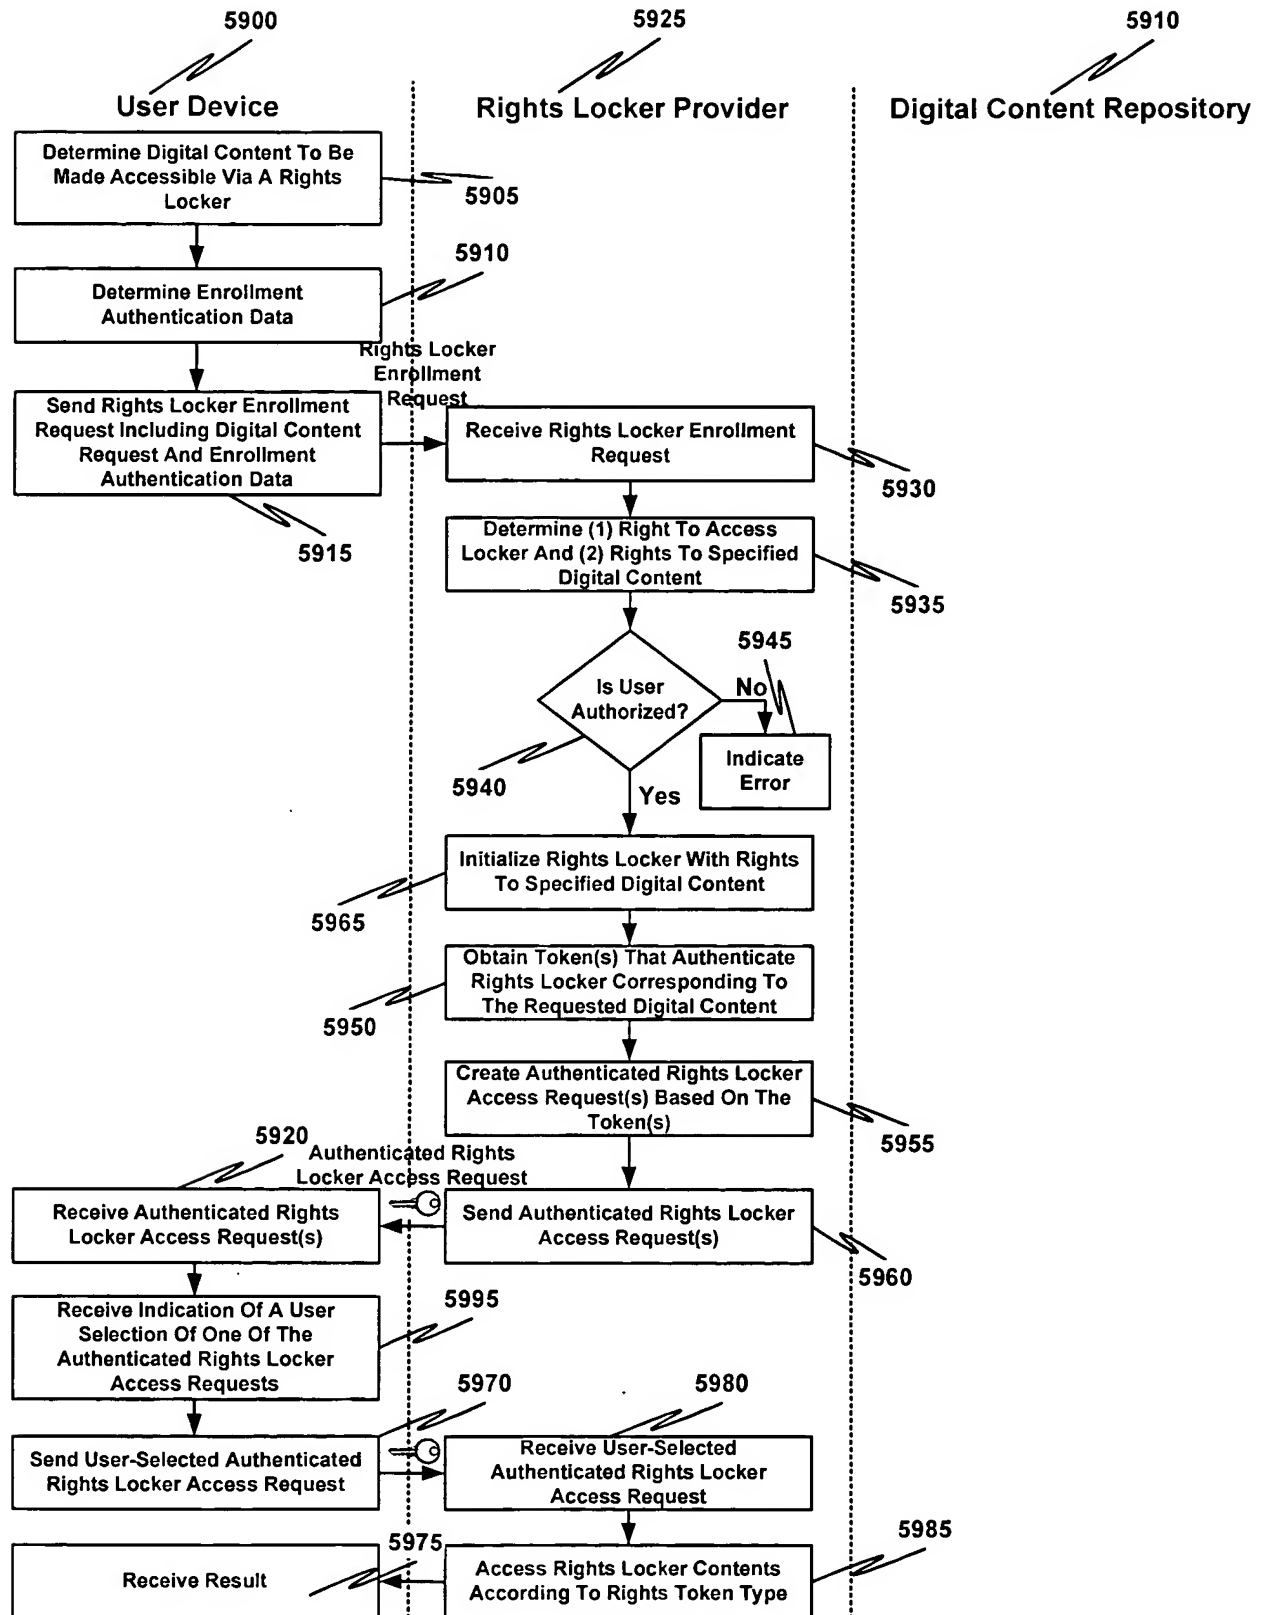 5900
5925
5910
User Device
Rights Locker Provider
Digital Content Repository
Determine Digital Content To Be
Made Accessible Via A Rights
Locker
5905
5910
Determine Enrollment
Authentication Data
Rights Locker
Enrollment
Request
Send Rights Locker Enrollment
Request Including Digital Content
Request And Enrollment
Authentication Data
5915
Receive Rights Locker Enrollment
Request
5930
Determine (1) Right To Access
Locker And (2) Rights To Specified
Digital Content
5935
5945
Is User
Authorized?
No
5940
Indicate
Error
Yes
Initialize Rights Locker With Rights
To Specified Digital Content
5965
Obtain Token(s) That Authenticate
Rights Locker Corresponding To
The Requested Digital Content
5950
Create Authenticated Rights Locker
Access Request(s) Based On The
Token(s)
5955
5920
Authenticated Rights
Locker Access Request
Receive Authenticated Rights
Locker Access Request(s)
Send Authenticated Rights Locker
Access Request(s)
5960
Receive Indication Of A User
Selection Of One Of The
Authenticated Rights Locker
Access Requests
5995
5970
5980
Send User-Selected Authenticated
Rights Locker Access Request
Receive User-Selected
Authenticated Rights Locker
Access Request
5975
5985
Receive Result
Access Rights Locker Contents
According To Rights Token Type